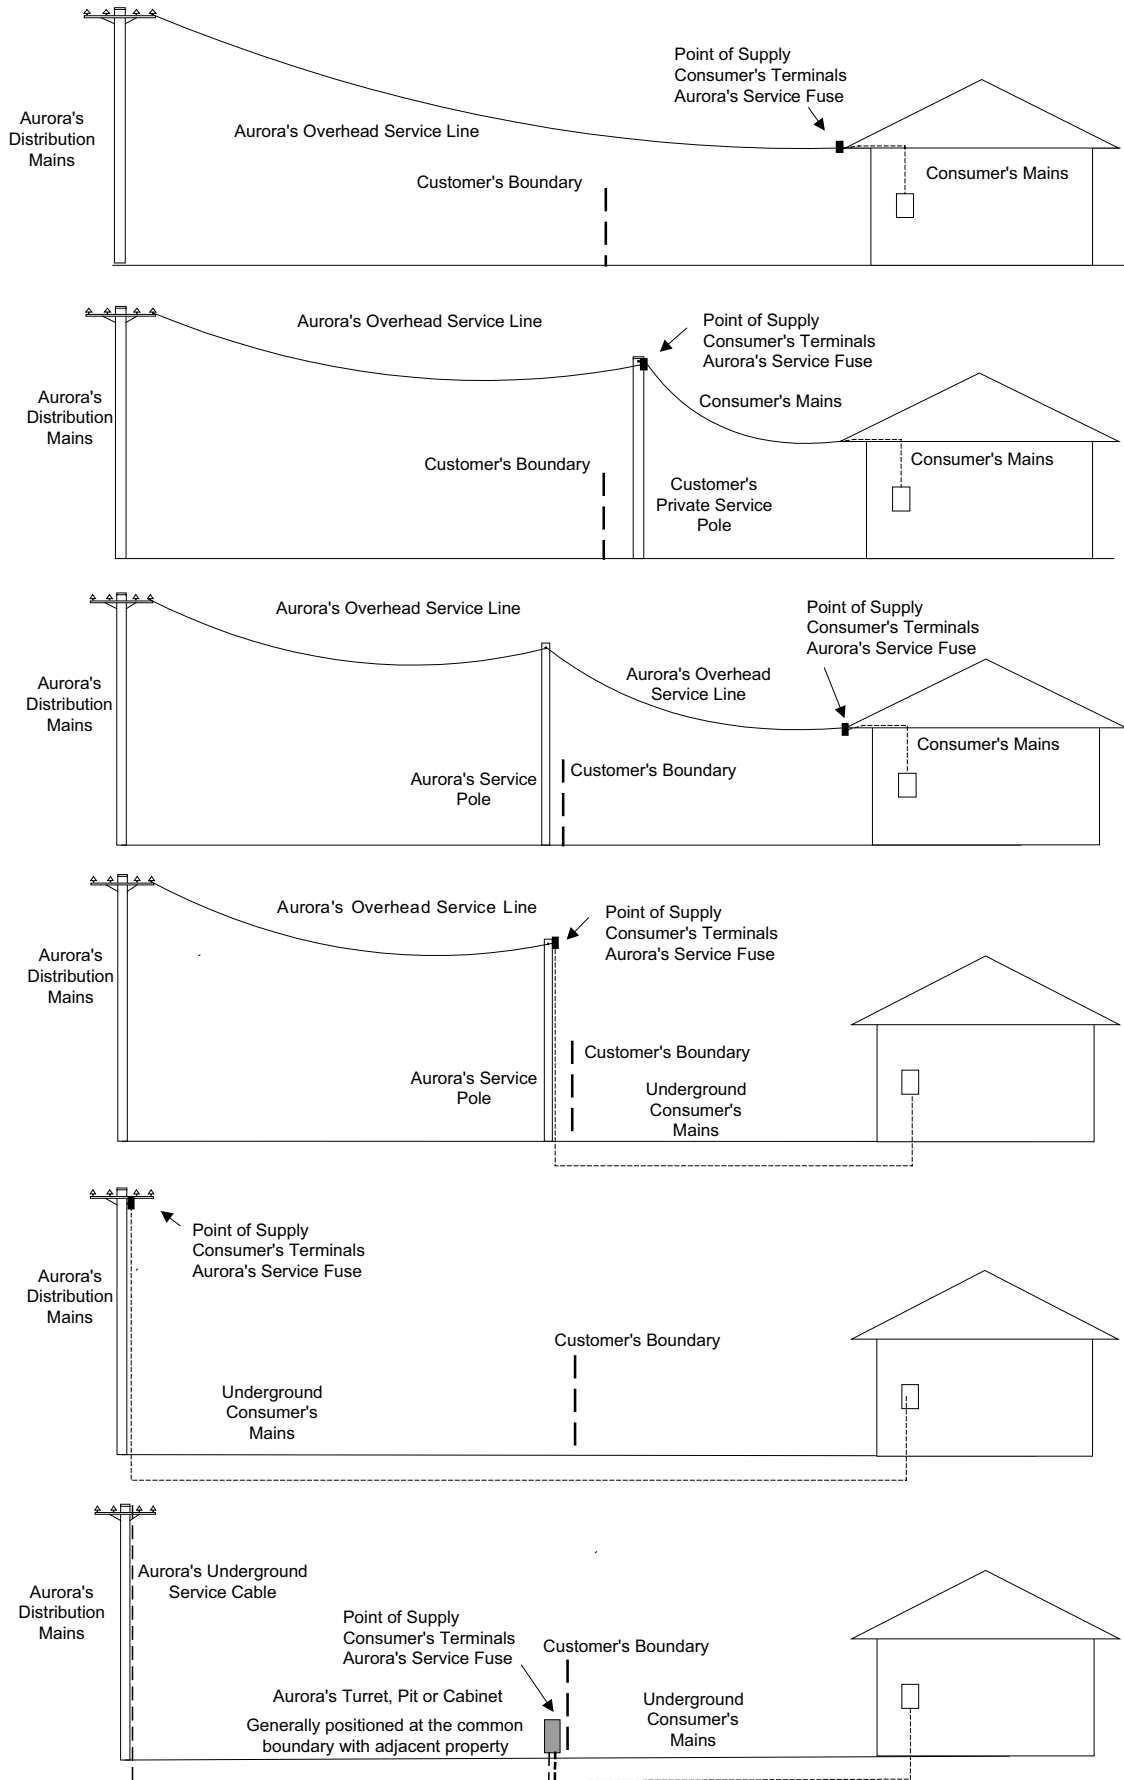 Point of Supply
Consumer's Terminals
Aurora's Service Fuse
Aurora's
Distribution
Mains
Aurora's Overhead Service Line
Consumer's Mains
Customer's Boundary
Aurora's Overhead Service Line
Point of Supply
Consumer's Terminals
Aurora's Service Fuse
Aurora's
Distribution
Mains
Consumer's Mains
Customer's Boundary
Consumer's Mains
Customer's
Private Service
Pole
Aurora's Overhead Service Line
Point of Supply
Consumer's Terminals
Aurora's Service Fuse
Aurora's
Distribution
Mains
Aurora's Overhead
Service Line
Consumer's Mains
Aurora's Service
Pole
Customer's Boundary
Aurora's Overhead Service Line
Point of Supply
Consumer's Terminals
Aurora's Service Fuse
Aurora's
Distribution
Mains
Customer's Boundary
Aurora's Service
Pole
Underground
Consumer's
Mains
Point of Supply
Consumer's Terminals
Aurora's Service Fuse
Aurora's
Distribution
Mains
Customer's Boundary
Underground
Consumer's
Mains
Aurora's Underground
Service Cable
Aurora's
Distribution
Mains
Point of Supply
Consumer's Terminals
Aurora's Service Fuse
Customer's Boundary
Aurora's Turret, Pit or Cabinet
Generally positioned at the common
boundary with adjacent property
Underground
Consumer's
Mains